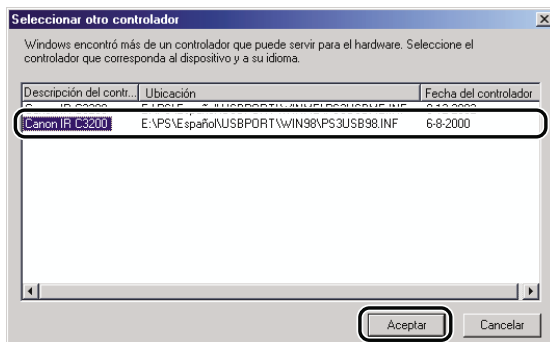 Seleccionar otro controlador
Windows encontró más de un controlador que puede servir para el hardware. Seleccione el
controlador que corresponda al dispositivo y a su idioma.
Descripción del contr... Ubicación Fecha del controlador
Canon IR C3200 E:\PS\Español\USBPORT\WIN98\PS3USB98.INF 6-8-2000
Aceptar Cancelar